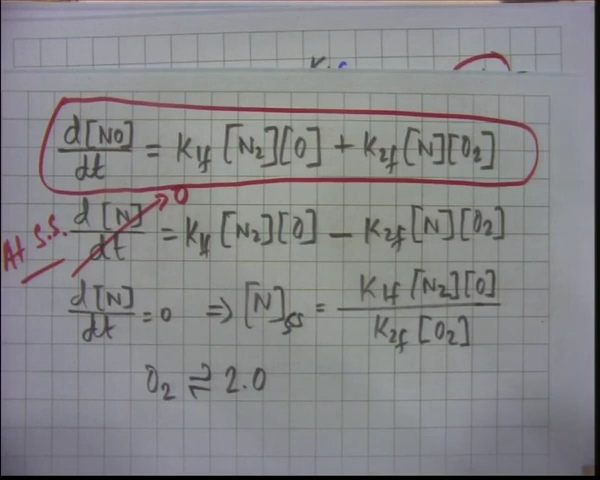 d[NO]/dt = K1f [N2][O] + K2f [N][O2]
At S.S. d[N]/dt → 0 = K1f [N2][O] - K2f [N][O2]
d[N]/dt = 0 ⇒ [N]ss = K1f [N2][O] / K2f [O2]
O2 ⇌ 2.O